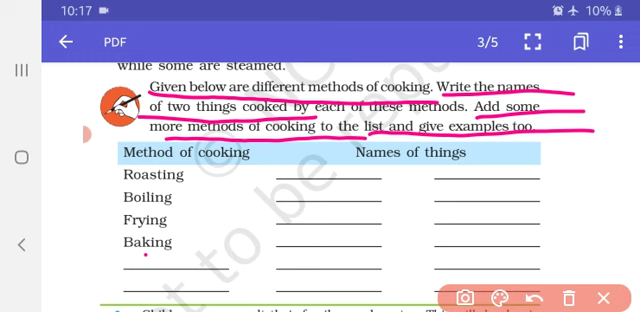 10:17 10%
PDF 3/5
while some are steamed.
Given below are different methods of cooking. Write the names
of two things cooked by each of these methods. Add some
more methods of cooking to the list and give examples too.
Method of cooking Names of things
Roasting
Boiling
Frying
Baking